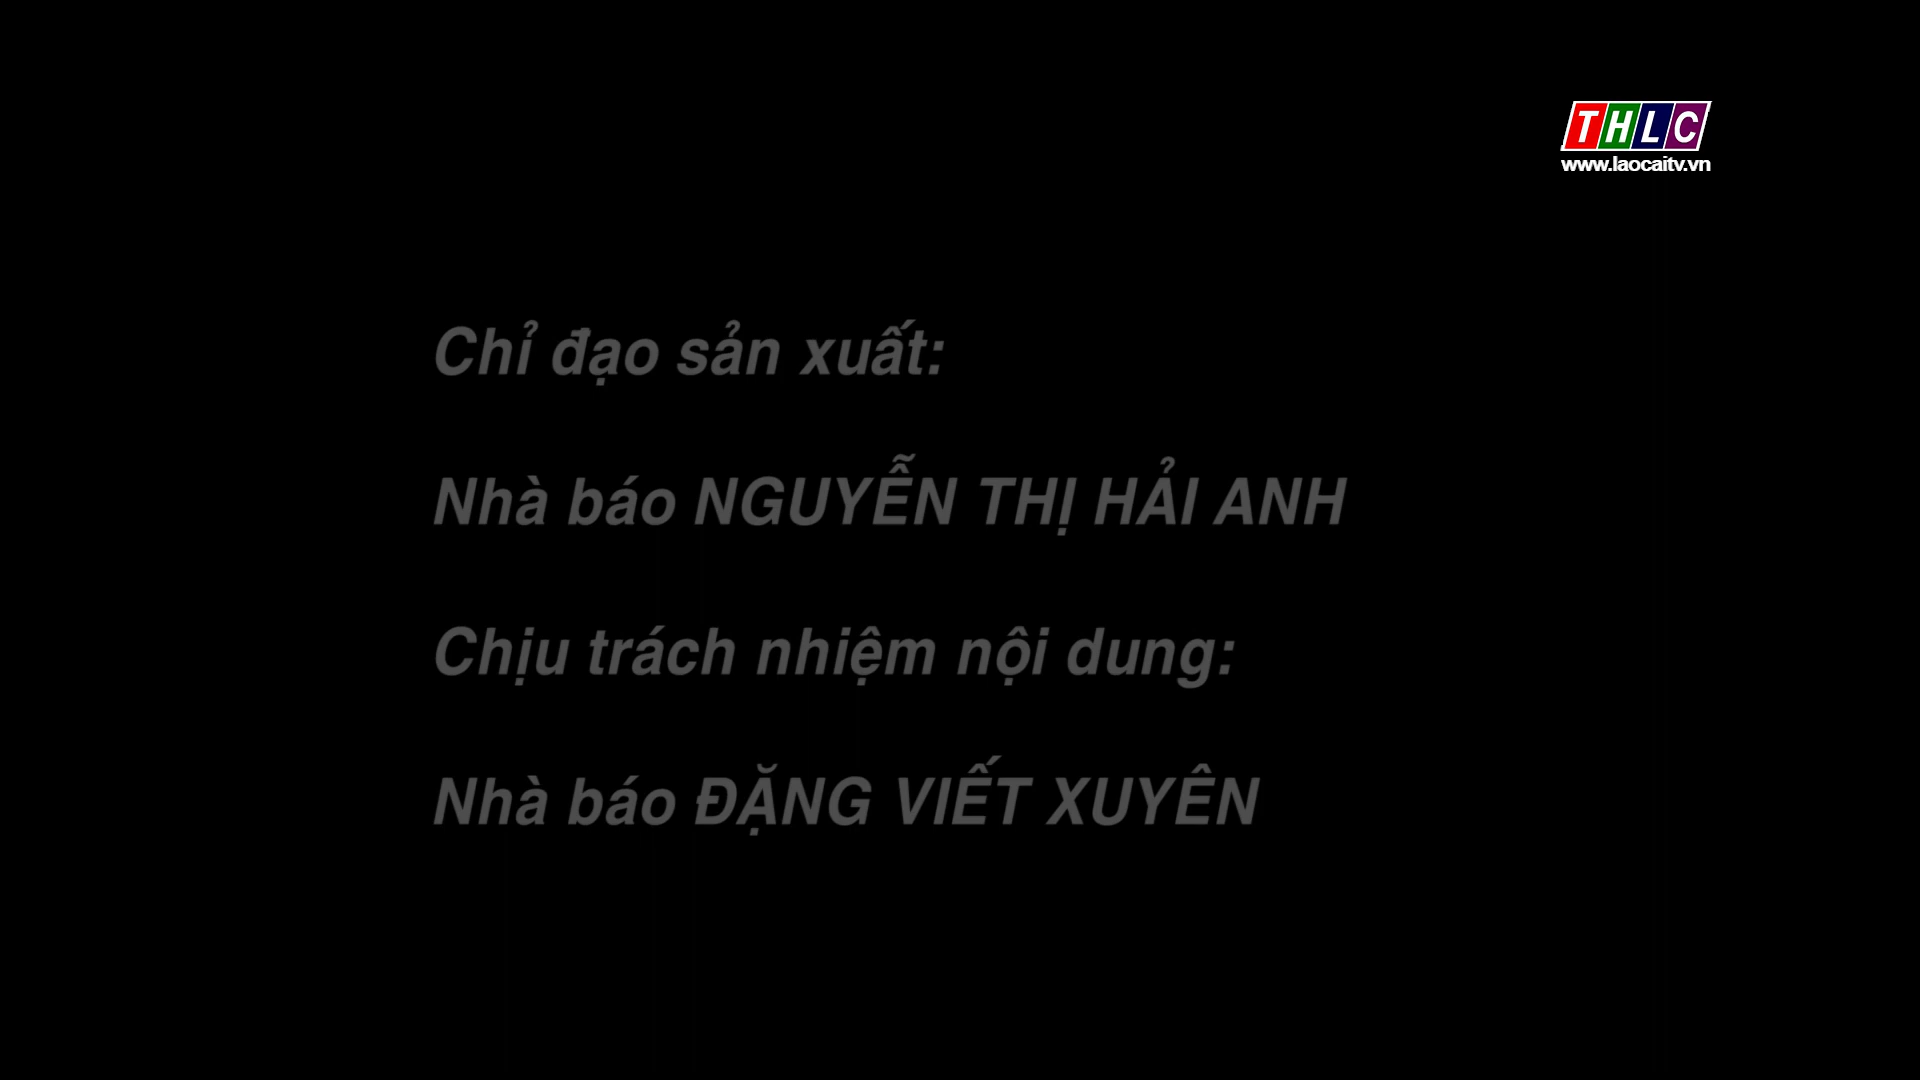 THLC
www.laocaitv.vn
Chỉ đạo sản xuất:
Nhà báo NGUYỄN THỊ HẢI ANH
Chịu trách nhiệm nội dung:
Nhà báo ĐẶNG VIẾT XUYÊN